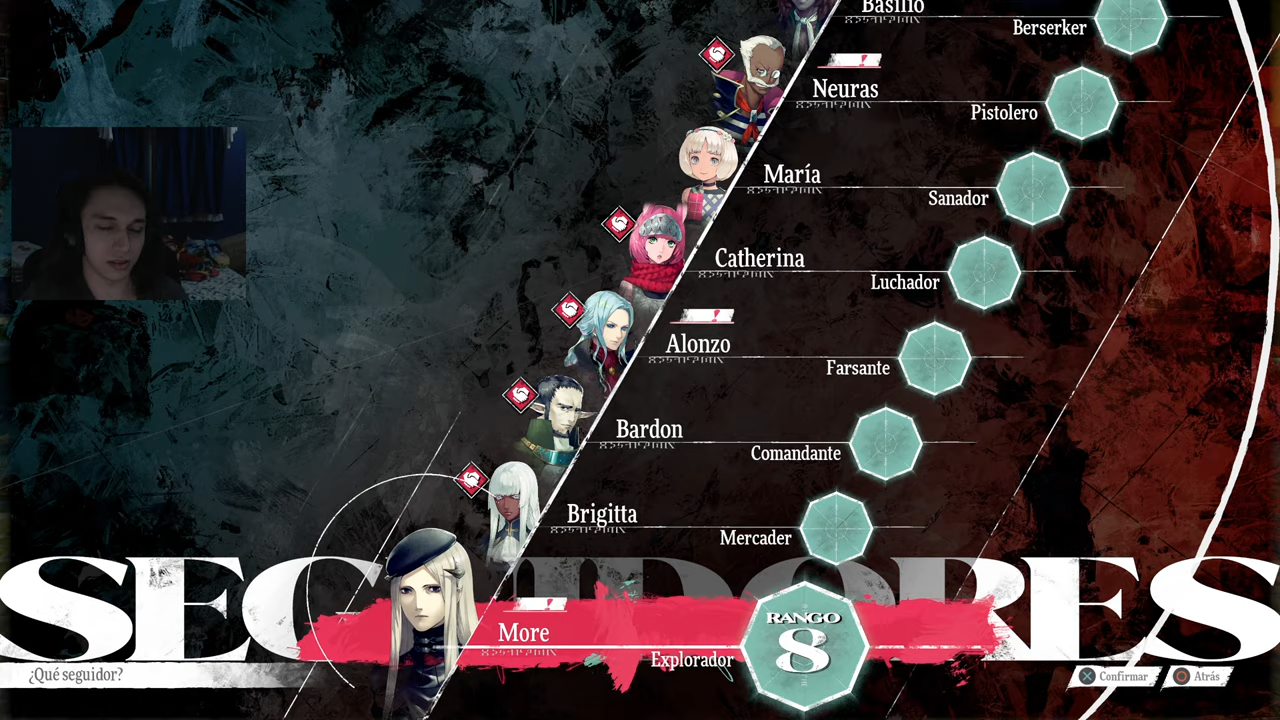 Basilio
Berserker
!
Neuras
Pistolero
María
Sanador
Catherina
Luchador
!
Alonzo
Farsante
Bardon
Comandante
Brigitta
Mercader
SEGUIDORES
!
More
Explorador
RANGO
8
¿Qué seguidor?
Confirmar
Atrás